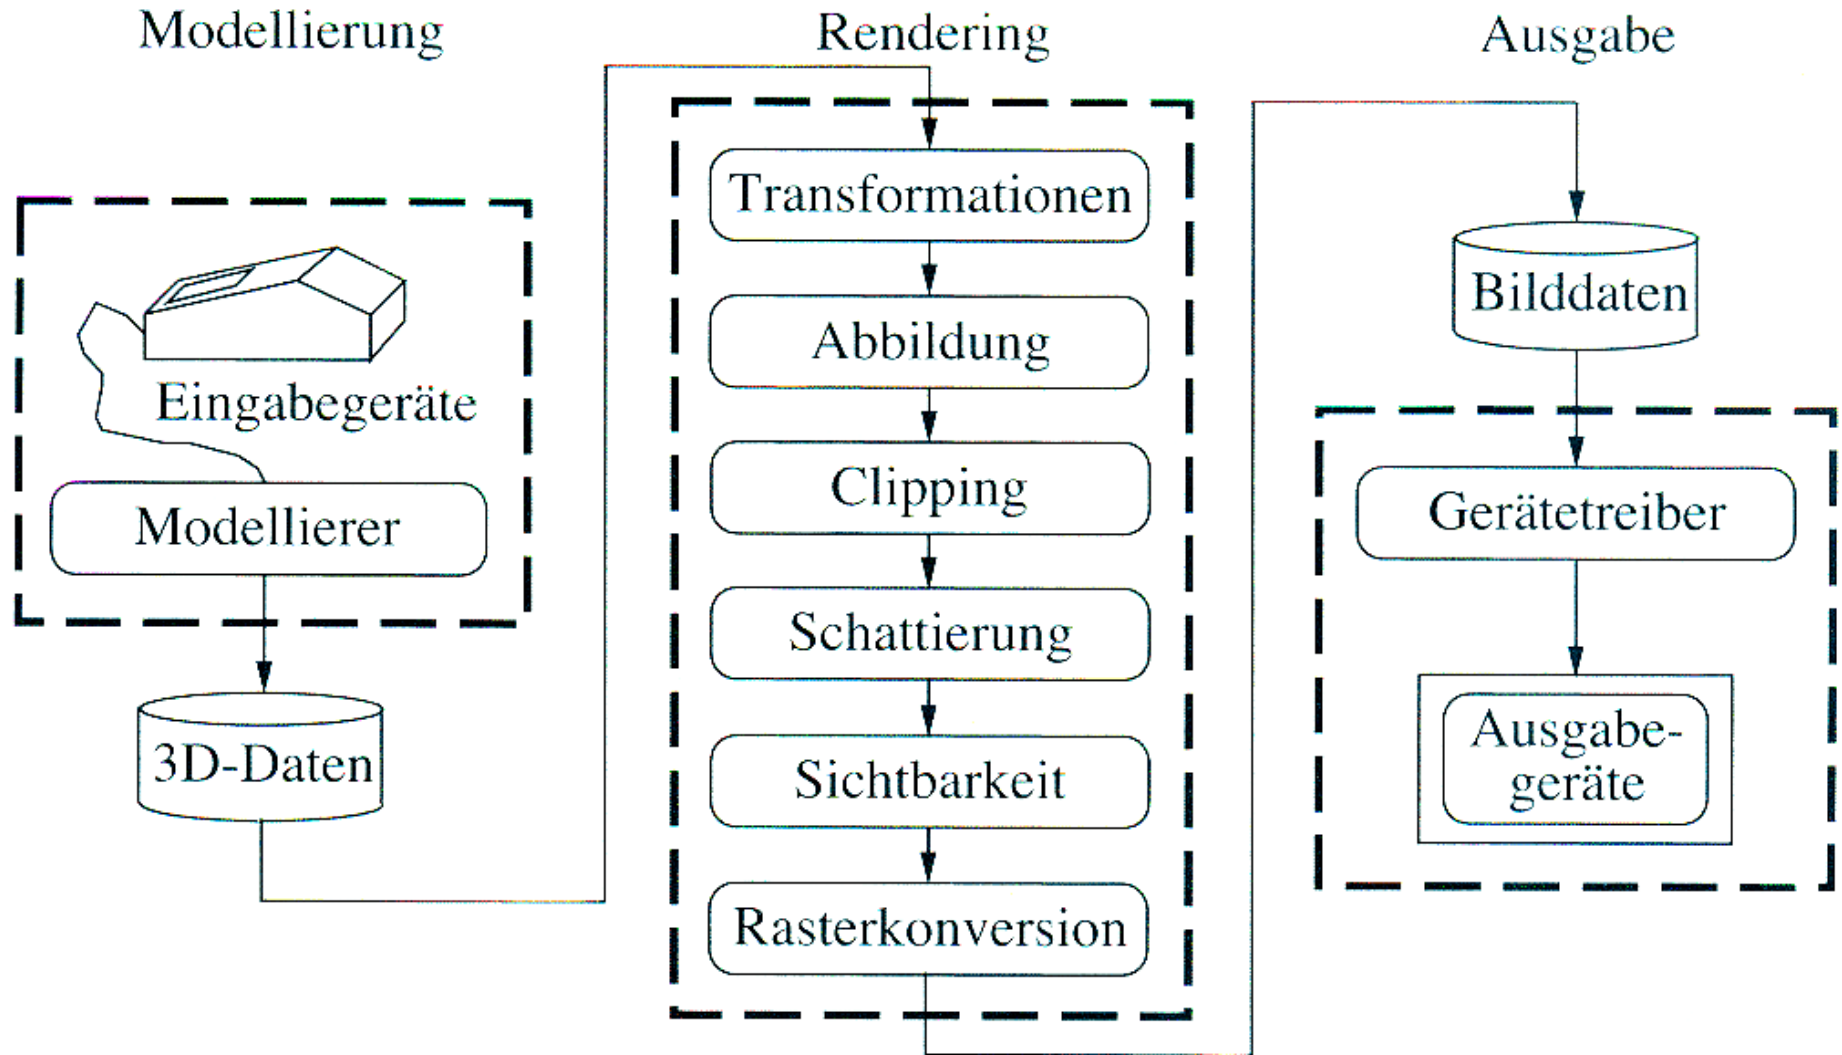 Modellierung
Eingabegeräte
Modellierer
3D-Daten
Rendering
Transformationen
Abbildung
Clipping
Schattierung
Sichtbarkeit
Rasterkonversion
Ausgabe
Bilddaten
Gerätetreiber
Ausgabe-
geräte